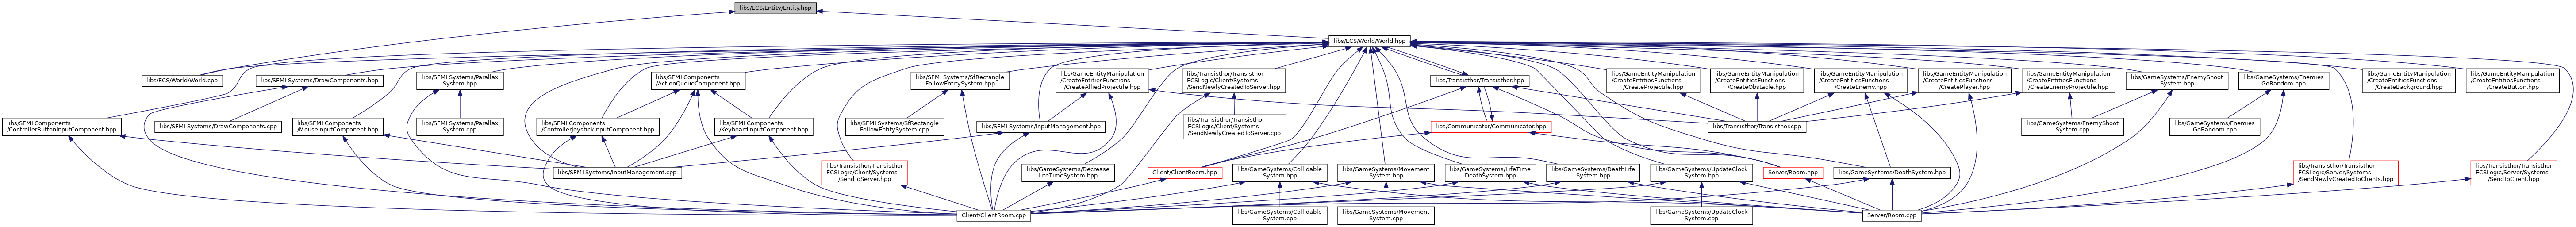 libs/ECS/Entity/Entity.hpp
libs/ECS/World/World.hpp
libs/ECS/World/World.cpp
libs/SFMLSystems/DrawComponents.hpp
libs/SFMLSystems/Parallax
System.hpp
libs/SFMLComponents
/ActionQueueComponent.hpp
libs/SFMLSystems/SfRectangle
FollowEntitySystem.hpp
libs/GameEntityManipulation
/CreateEntitiesFunctions
/CreateAlliedProjectile.hpp
libs/Transisthor/Transisthor
ECSLogic/Client/Systems
/SendNewlyCreatedToServer.hpp
libs/Transisthor/Transisthor.hpp
libs/GameEntityManipulation
/CreateEntitiesFunctions
/CreateProjectile.hpp
libs/GameEntityManipulation
/CreateEntitiesFunctions
/CreateObstacle.hpp
libs/GameEntityManipulation
/CreateEntitiesFunctions
/CreateEnemy.hpp
libs/GameEntityManipulation
/CreateEntitiesFunctions
/CreatePlayer.hpp
libs/GameEntityManipulation
/CreateEntitiesFunctions
/CreateEnemyProjectile.hpp
libs/GameSystems/EnemyShoot
System.hpp
libs/GameSystems/Enemies
GoRandom.hpp
libs/GameEntityManipulation
/CreateEntitiesFunctions
/CreateBackground.hpp
libs/GameEntityManipulation
/CreateEntitiesFunctions
/CreateButton.hpp
libs/SFMLComponents
/ControllerButtonInputComponent.hpp
libs/SFMLSystems/DrawComponents.cpp
libs/SFMLComponents
/MouseInputComponent.hpp
libs/SFMLSystems/Parallax
System.cpp
libs/SFMLComponents
/ControllerJoystickInputComponent.hpp
libs/SFMLComponents
/KeyboardInputComponent.hpp
libs/SFMLSystems/SfRectangle
FollowEntitySystem.cpp
libs/SFMLSystems/InputManagement.hpp
libs/Transisthor/Transisthor
ECSLogic/Client/Systems
/SendNewlyCreatedToServer.cpp
libs/Communicator/Communicator.hpp
libs/Transisthor/Transisthor.cpp
libs/GameSystems/EnemyShoot
System.cpp
libs/GameSystems/Enemies
GoRandom.cpp
libs/SFMLSystems/InputManagement.cpp
libs/Transisthor/Transisthor
ECSLogic/Client/Systems
/SendToServer.hpp
libs/GameSystems/Decrease
LifeTimeSystem.hpp
Client/ClientRoom.hpp
libs/GameSystems/Collidable
System.hpp
libs/GameSystems/Movement
System.hpp
libs/GameSystems/LifeTime
DeathSystem.hpp
libs/GameSystems/DeathLife
System.hpp
libs/GameSystems/UpdateClock
System.hpp
Server/Room.hpp
libs/GameSystems/DeathSystem.hpp
libs/Transisthor/Transisthor
ECSLogic/Server/Systems
/SendNewlyCreatedToClients.hpp
libs/Transisthor/Transisthor
ECSLogic/Server/Systems
/SendToClient.hpp
Client/ClientRoom.cpp
libs/GameSystems/Collidable
System.cpp
libs/GameSystems/Movement
System.cpp
libs/GameSystems/UpdateClock
System.cpp
Server/Room.cpp